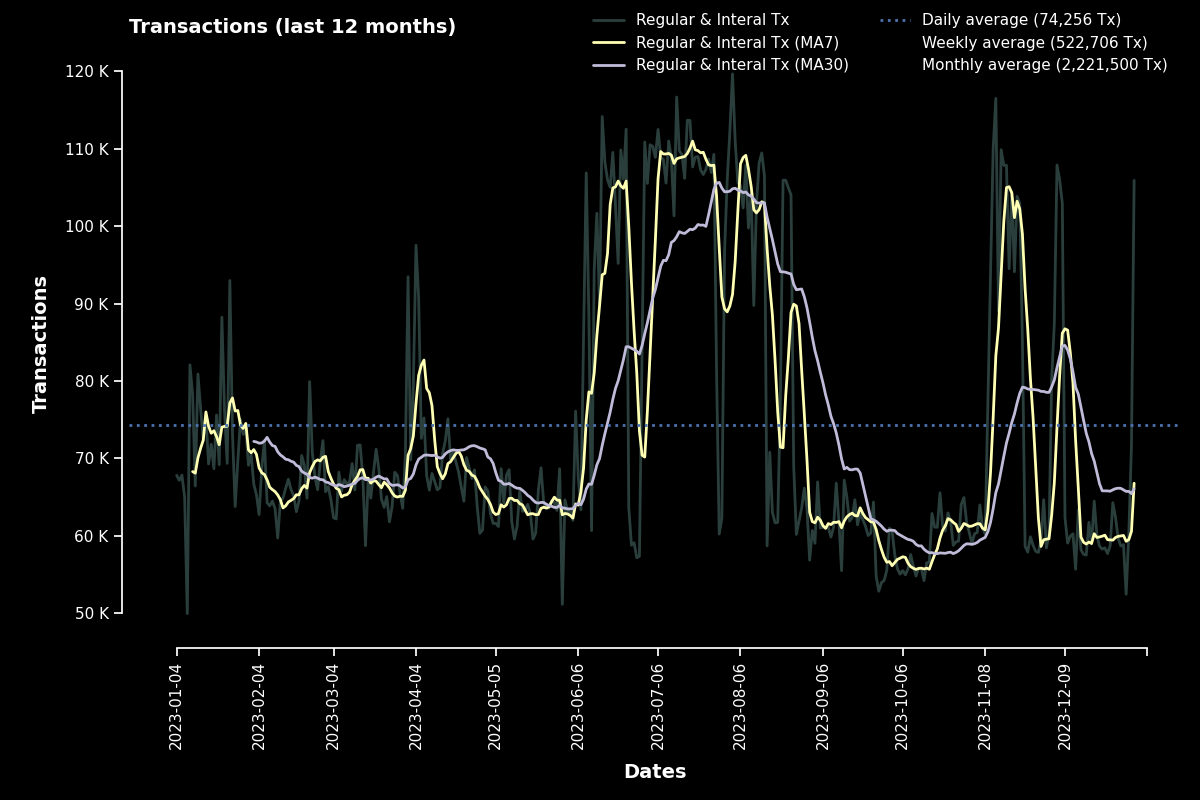 Transactions (last 12 months)
Regular & Interal Tx
Regular & Interal Tx (MA7)
Regular & Interal Tx (MA30)
Daily average (74,256 Tx)
Weekly average (522,706 Tx)
Monthly average (2,221,500 Tx)
120 K
110 K
100 K
90 K
80 K
70 K
60 K
50 K
Transactions
2023-01-04
2023-02-04
2023-03-04
2023-04-04
2023-05-05
2023-06-06
2023-07-06
2023-08-06
2023-09-06
2023-10-06
2023-11-08
2023-12-09
Dates